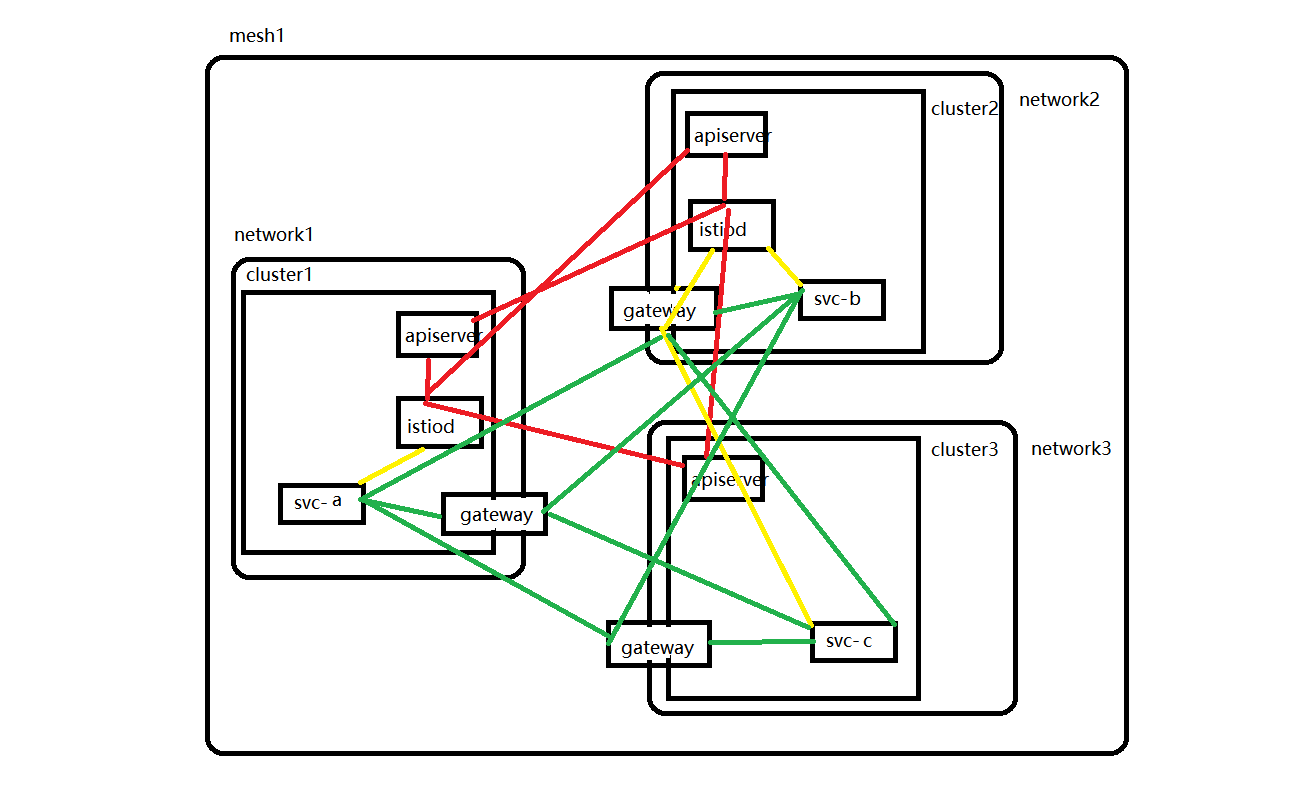 mesh1
network2
cluster2
apiserver
istiod
gateway
svc-b
network1
cluster1
apiserver
istiod
svc- a
gateway
network3
cluster3
apiserver
gateway
svc- c